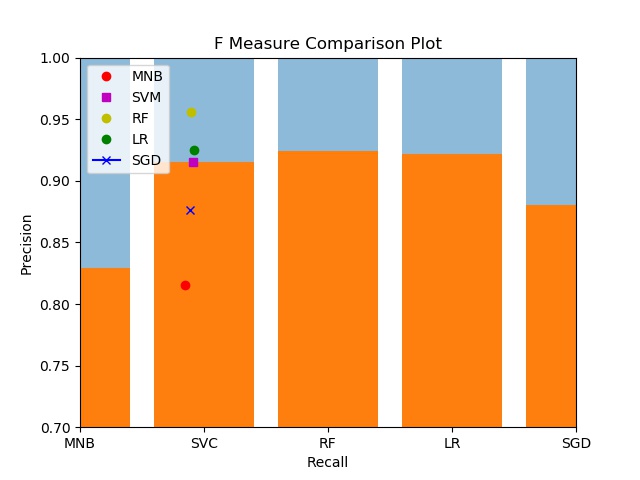 F Measure Comparison Plot
1.00
0.95
0.90
0.85
0.80
0.75
0.70
Precision
MNB
SVM
RF
LR
SGD
MNB SVC RF LR SGD
Recall